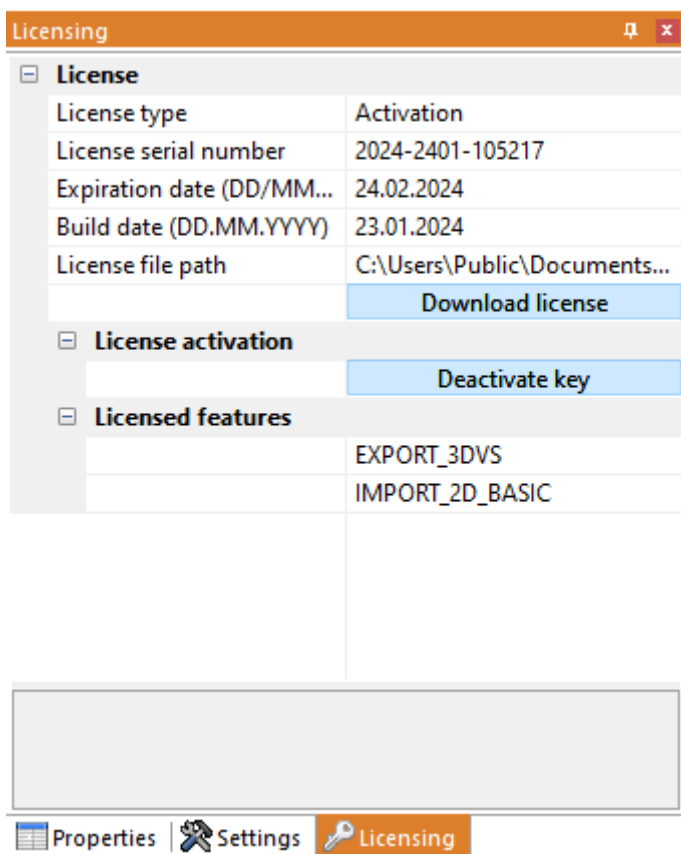 Licensing
License
License type Activation
License serial number 2024-2401-105217
Expiration date (DD/MM... 24.02.2024
Build date (DD.MM.YYYY) 23.01.2024
License file path C:\Users\Public\Documents...
Download license
License activation
Deactivate key
Licensed features
EXPORT_3DVS
IMPORT_2D_BASIC
Properties Settings Licensing